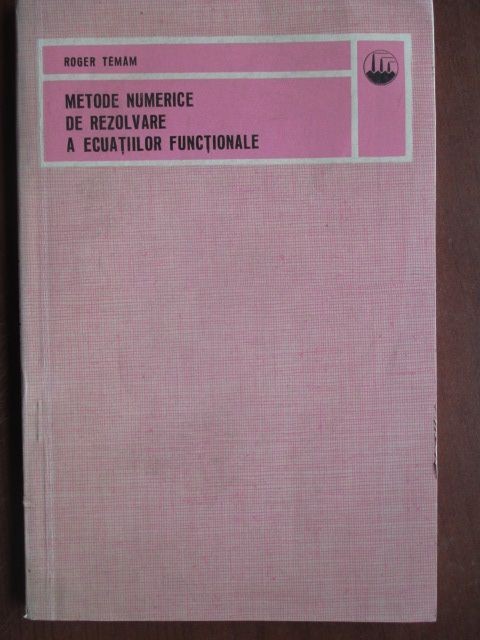 ROGER TEMAM
METODE NUMERICE
DE REZOLVARE
A ECUAȚIILOR FUNCȚIONALE